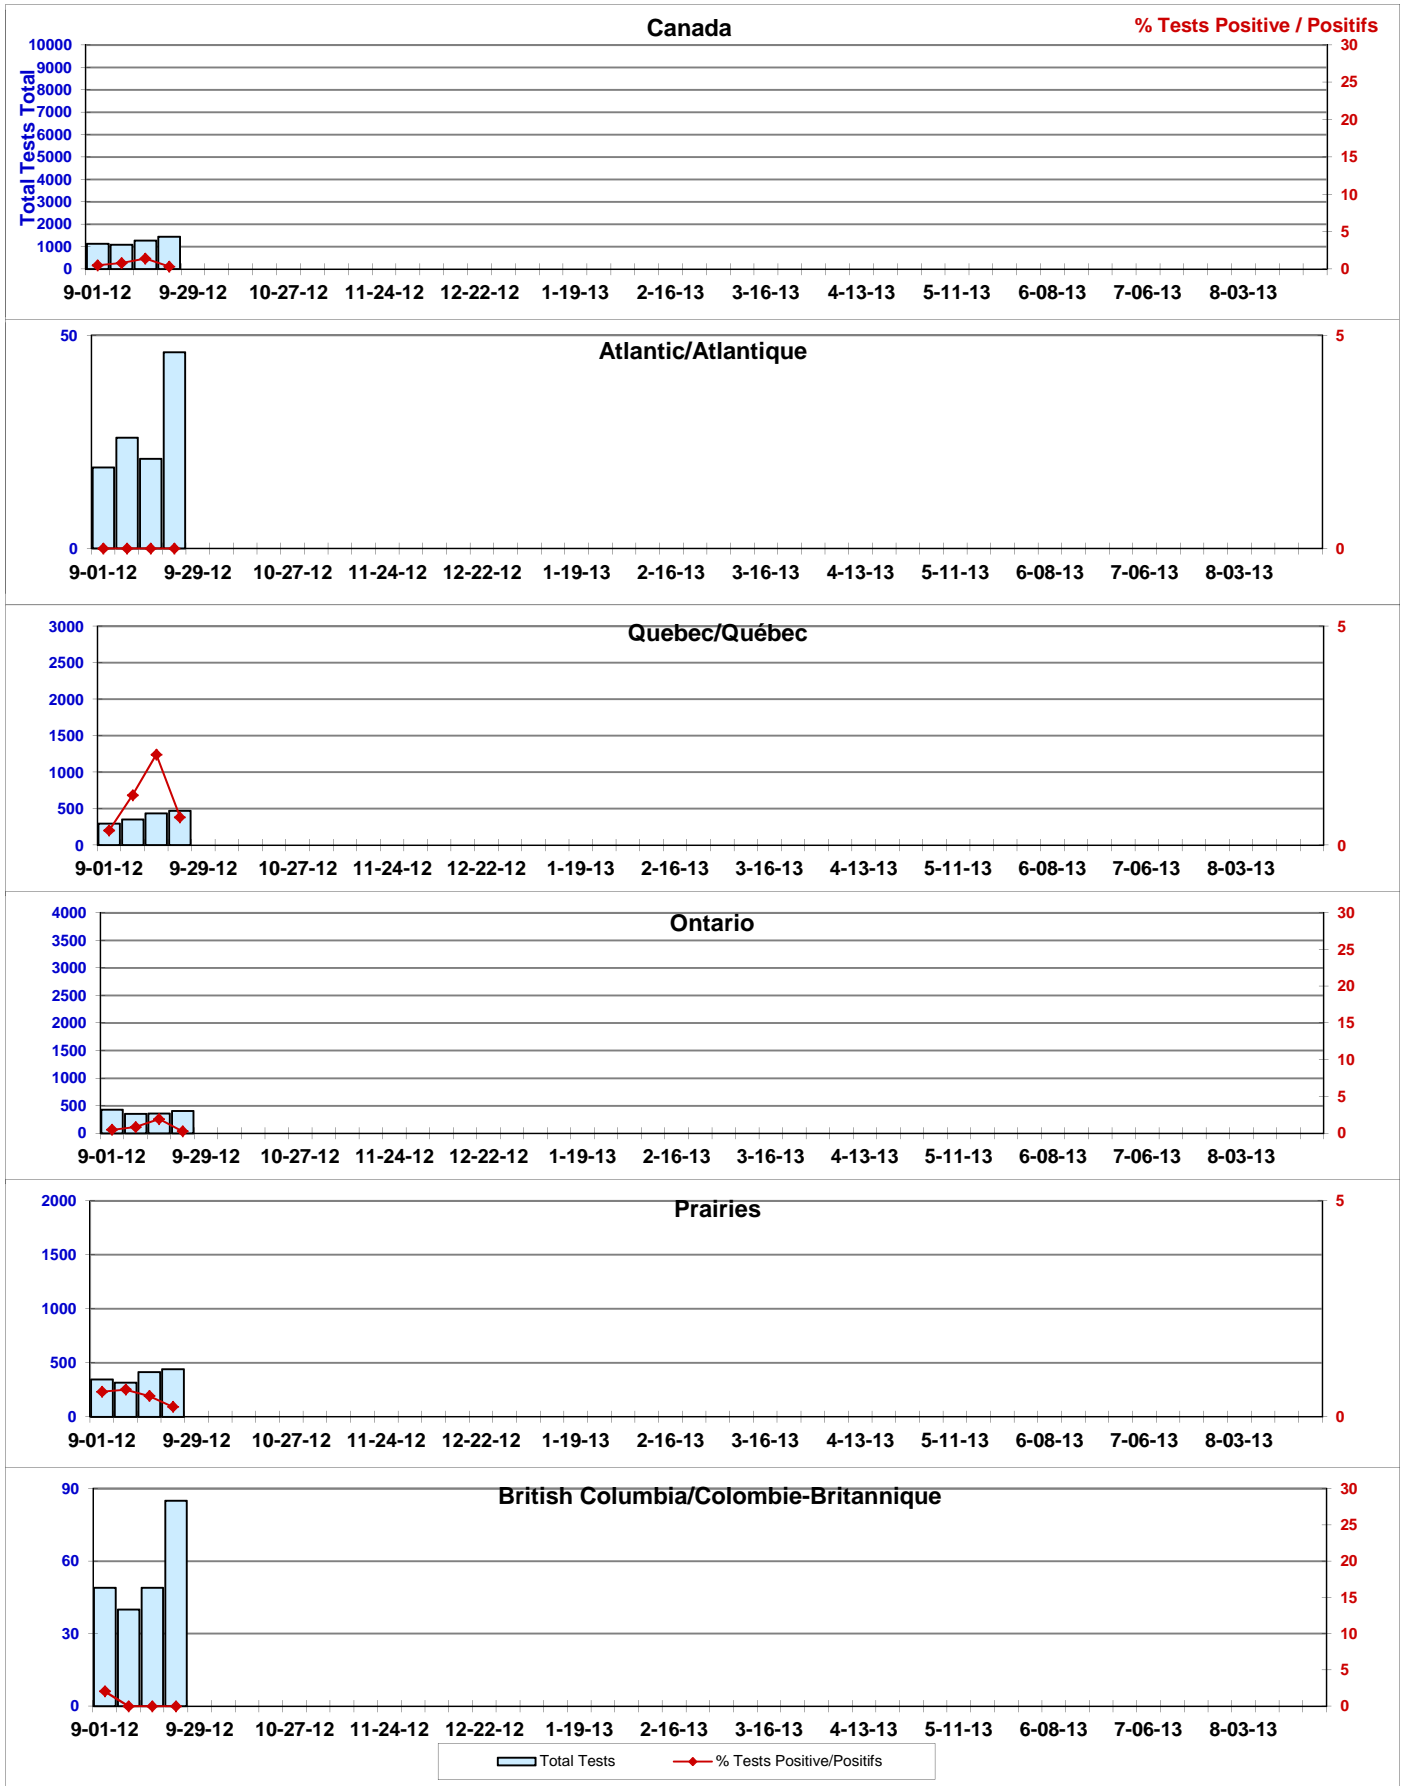 Canada
% Tests Positive / Positifs
Total Tests Total
10000 30
9000
8000 25
7000 20
6000
5000 15
4000
3000 10
2000 5
1000
0 0
9-01-12 9-29-12 10-27-12 11-24-12 12-22-12 1-19-13 2-16-13 3-16-13 4-13-13 5-11-13 6-08-13 7-06-13 8-03-13
Atlantic/Atlantique
50 5
0 0
9-01-12 9-29-12 10-27-12 11-24-12 12-22-12 1-19-13 2-16-13 3-16-13 4-13-13 5-11-13 6-08-13 7-06-13 8-03-13
Quebec/Québec
3000 5
2500
2000
1500
1000
500
0 0
9-01-12 9-29-12 10-27-12 11-24-12 12-22-12 1-19-13 2-16-13 3-16-13 4-13-13 5-11-13 6-08-13 7-06-13 8-03-13
Ontario
4000 30
3500 25
3000
2500 20
2000 15
1500
1000 10
500 5
0 0
9-01-12 9-29-12 10-27-12 11-24-12 12-22-12 1-19-13 2-16-13 3-16-13 4-13-13 5-11-13 6-08-13 7-06-13 8-03-13
Prairies
2000 5
1500
1000
500
0 0
9-01-12 9-29-12 10-27-12 11-24-12 12-22-12 1-19-13 2-16-13 3-16-13 4-13-13 5-11-13 6-08-13 7-06-13 8-03-13
British Columbia/Colombie-Britannique
90 30
25
60 20
15
30 10
5
0 0
9-01-12 9-29-12 10-27-12 11-24-12 12-22-12 1-19-13 2-16-13 3-16-13 4-13-13 5-11-13 6-08-13 7-06-13 8-03-13
Total Tests % Tests Positive/Positifs